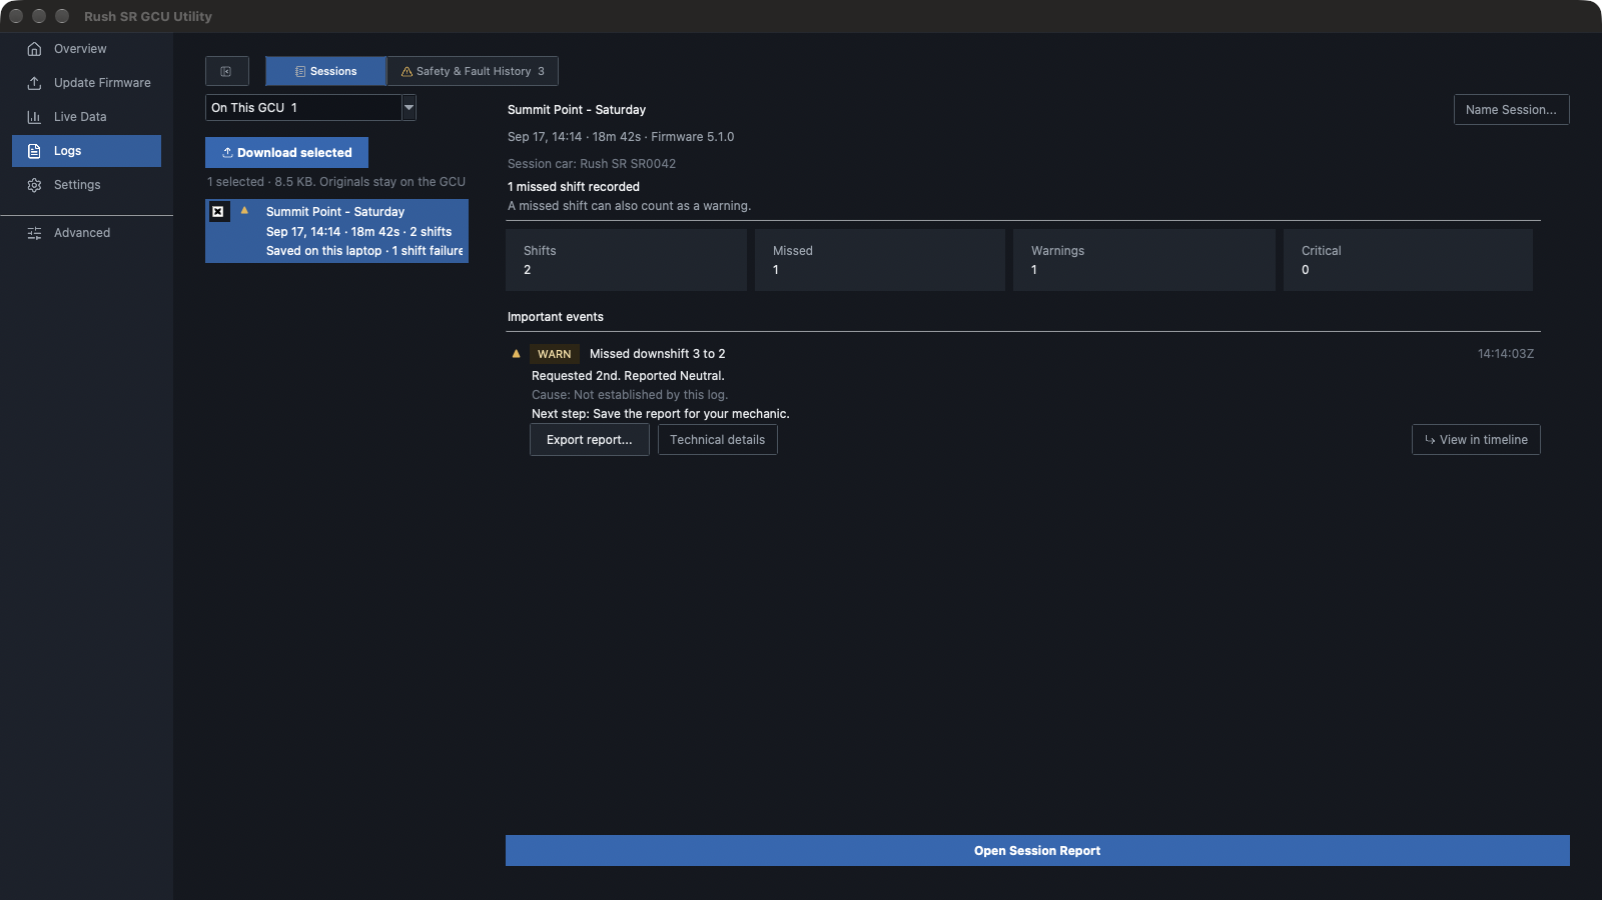 Rush SR GCU Utility
Overview
Update Firmware
Live Data
Logs
Settings
Advanced
Sessions
Safety & Fault History 3
On This GCU 1
Download selected
1 selected · 8.5 KB. Originals stay on the GCU
Summit Point - Saturday
Sep 17, 14:14 · 18m 42s · 2 shifts
Saved on this laptop · 1 shift failure
Summit Point - Saturday
Name Session...
Sep 17, 14:14 · 18m 42s · Firmware 5.1.0
Session car: Rush SR SR0042
1 missed shift recorded
A missed shift can also count as a warning.
Shifts
2
Missed
1
Warnings
1
Critical
0
Important events
WARN Missed downshift 3 to 2 14:14:03Z
Requested 2nd. Reported Neutral.
Cause: Not established by this log.
Next step: Save the report for your mechanic.
Export report... Technical details View in timeline
Open Session Report